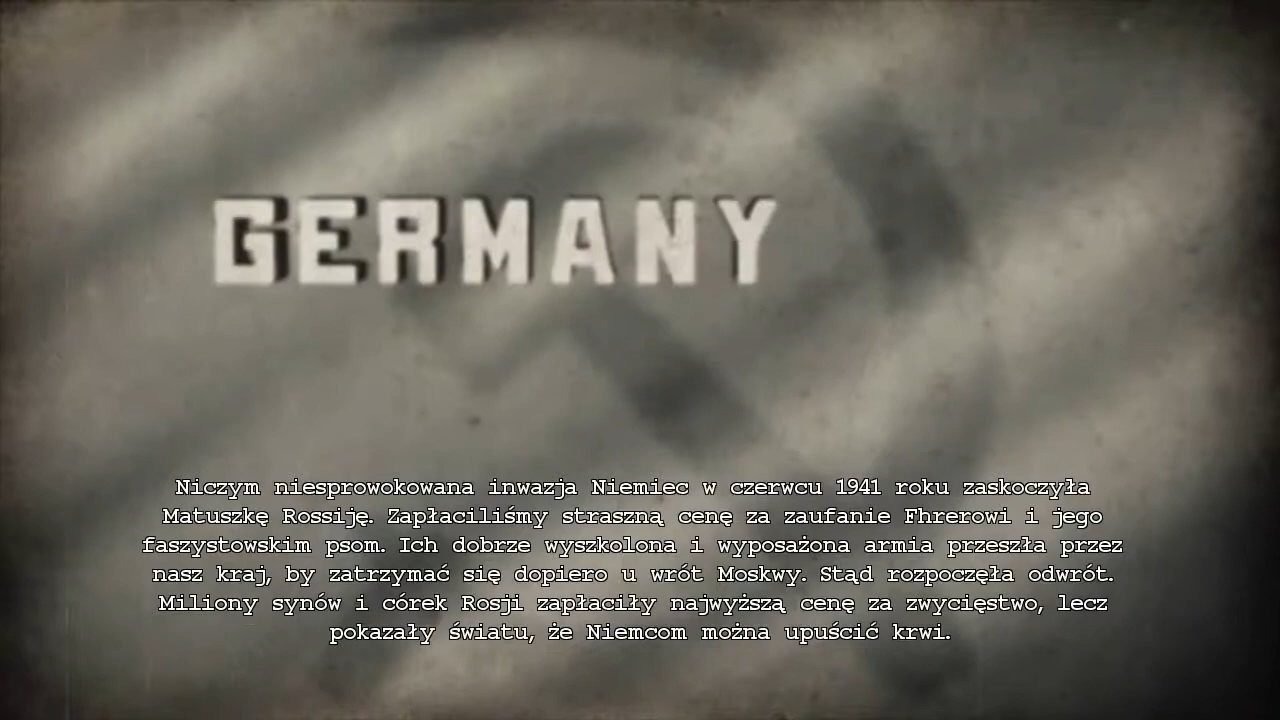 GERMANY
Niczym niesprowokowana inwazja Niemiec w czerwcu 1941 roku zaskoczyła
Matuszkę Rossiję. Zapłaciliśmy straszną cenę za zaufanie Fhrerowi i jego
faszystowskim psom. Ich dobrze wyszkolona i wyposażona armia przeszła przez
nasz kraj, by zatrzymać się dopiero u wrót Moskwy. Stąd rozpoczęła odwrót.
Miliony synów i córek Rosji zapłaciły najwyższą cenę za zwycięstwo, lecz
pokazały światu, że Niemcom można upuścić krwi.